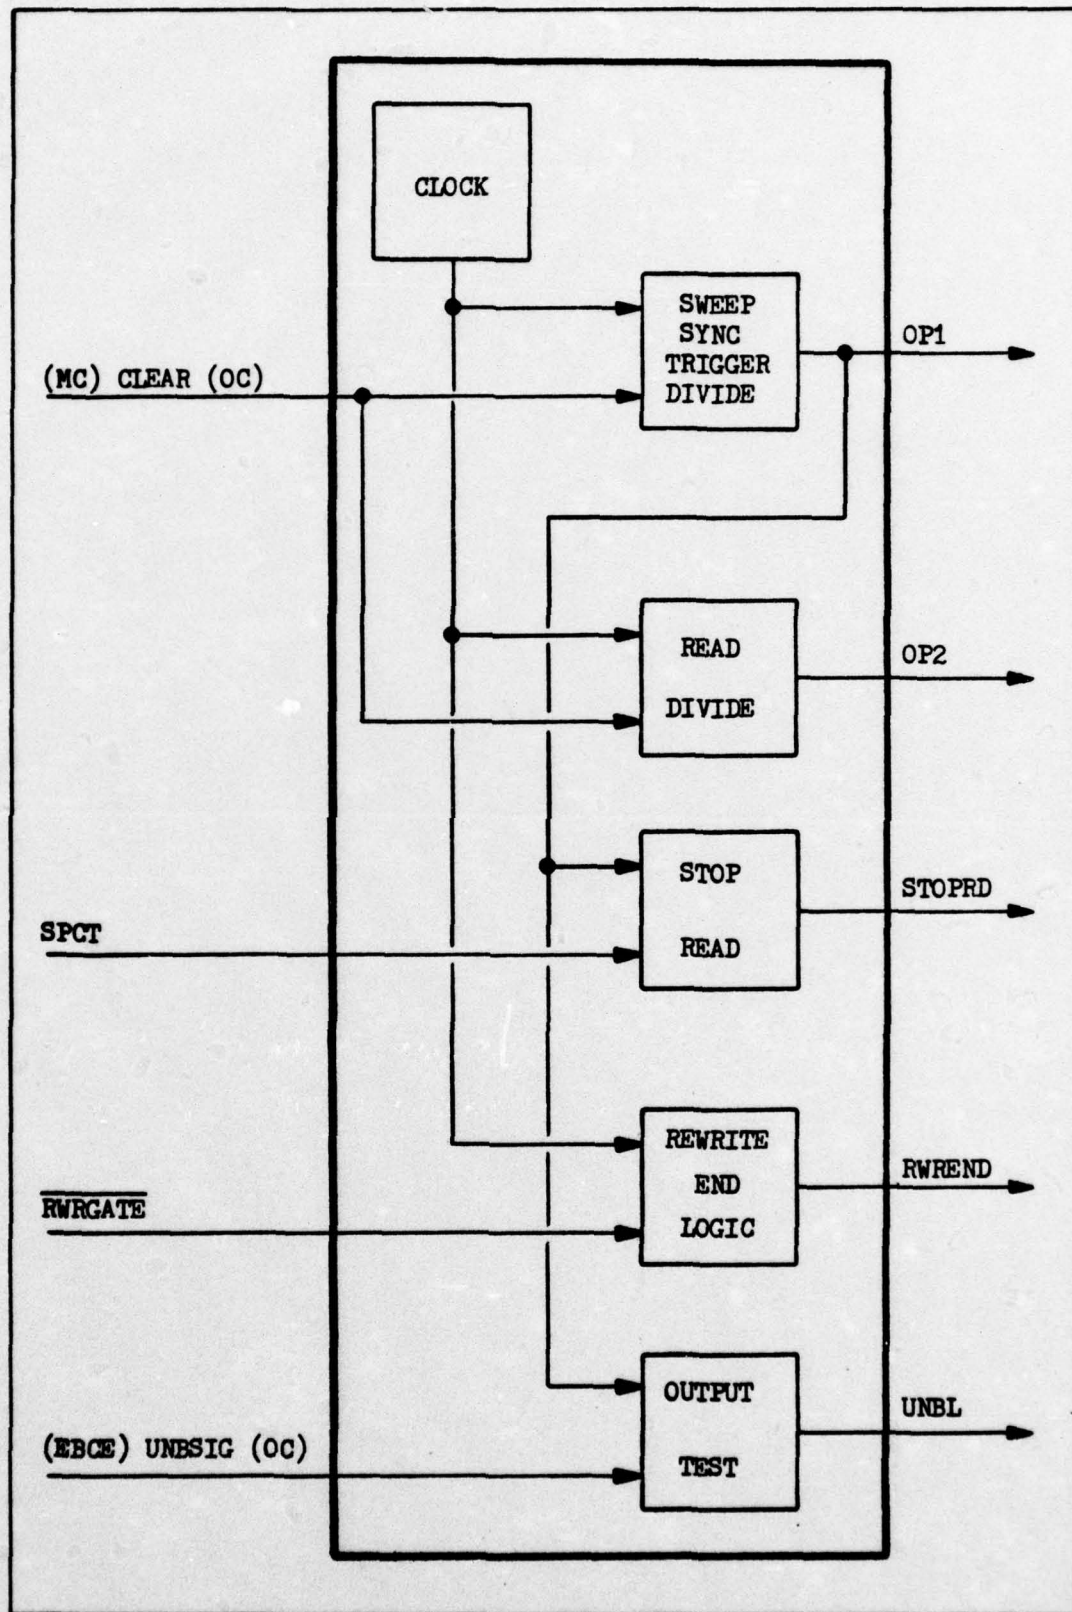 CLOCK
SWEEP
SYNC
TRIGGER
DIVIDE
OP1
(MC) CLEAR (OC)
READ
DIVIDE
OP2
STOP
READ
STOPRD
SPCT
REWRITE
END
LOGIC
RWREND
R̅W̅R̅G̅A̅T̅E̅
OUTPUT
TEST
UNBL
(EBCE) UNBSIG (OC)